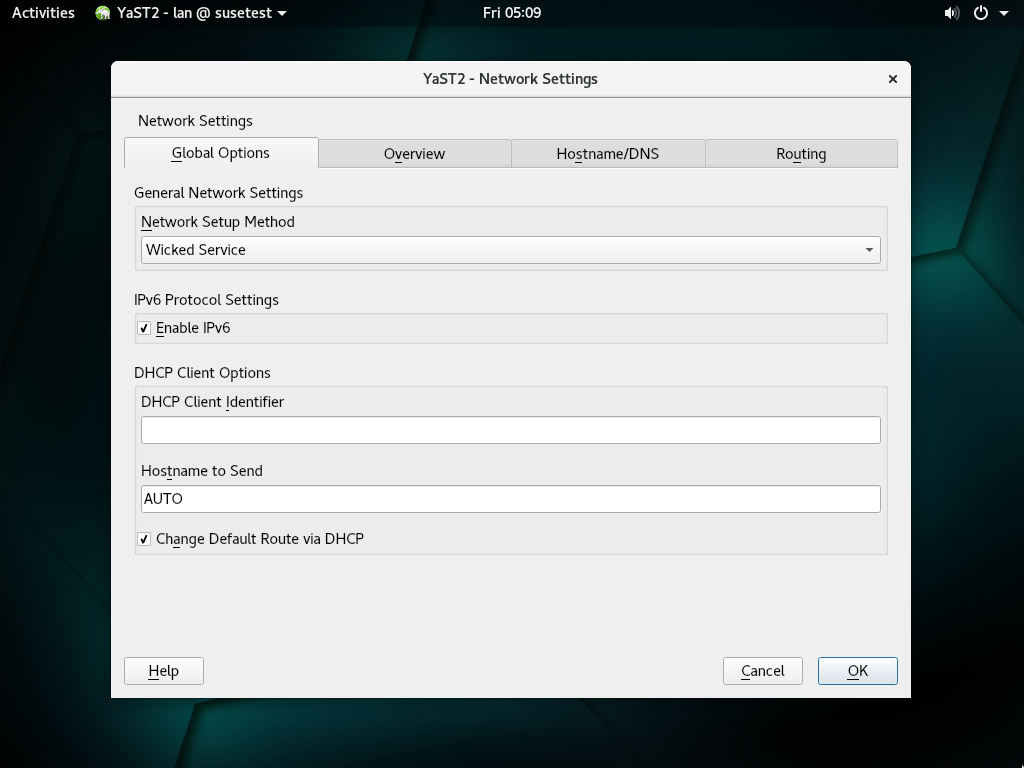 Activities YaST2 - lan @ susetest Fri 05:09
YaST2 - Network Settings
Network Settings
Global Options Overview Hostname/DNS Routing
General Network Settings
Network Setup Method
Wicked Service
IPv6 Protocol Settings
Enable IPv6
DHCP Client Options
DHCP Client Identifier
Hostname to Send
AUTO
Change Default Route via DHCP
Help Cancel OK